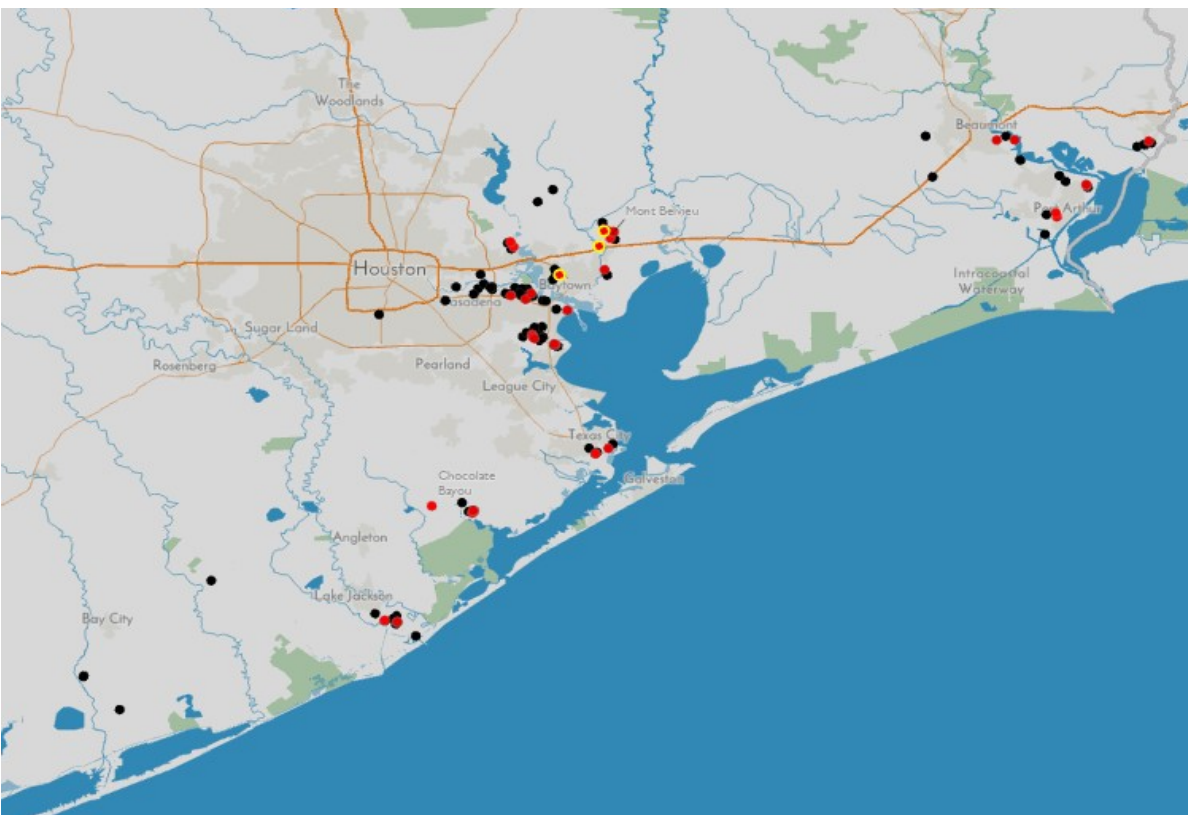 The
Woodlands
Beaumont
Mont Belvieu
Port Arthur
Houston
Intracoastal
Waterway
Baytown
Pasadena
Sugar Land
Rosenberg
Pearland
League City
Texas City
Chocolate
Bayou
Galveston
Angleton
Lake Jackson
Bay City